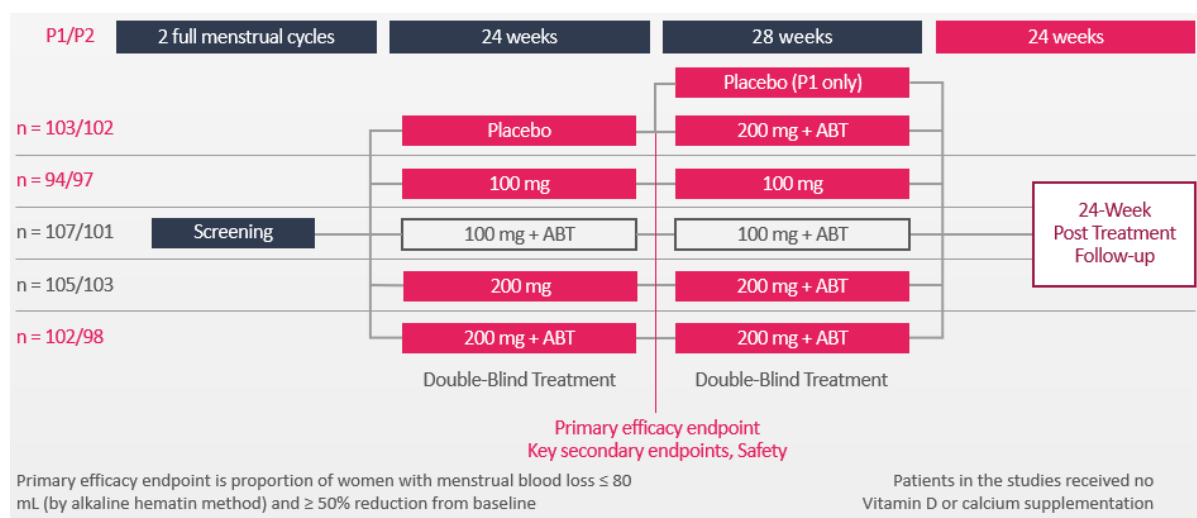 P1/P2 2 full menstrual cycles 24 weeks 28 weeks 24 weeks
Placebo (P1 only)
n = 103/102 Placebo 200 mg + ABT
n = 94/97 100 mg 100 mg
n = 107/101 Screening 100 mg + ABT 100 mg + ABT
24-Week
Post Treatment
Follow-up
n = 105/103 200 mg 200 mg + ABT
n = 102/98 200 mg + ABT 200 mg + ABT
Double-Blind Treatment Double-Blind Treatment
Primary efficacy endpoint
Key secondary endpoints, Safety
Primary efficacy endpoint is proportion of women with menstrual blood loss ≤ 80
mL (by alkaline hematin method) and ≥ 50% reduction from baseline
Patients in the studies received no
Vitamin D or calcium supplementation